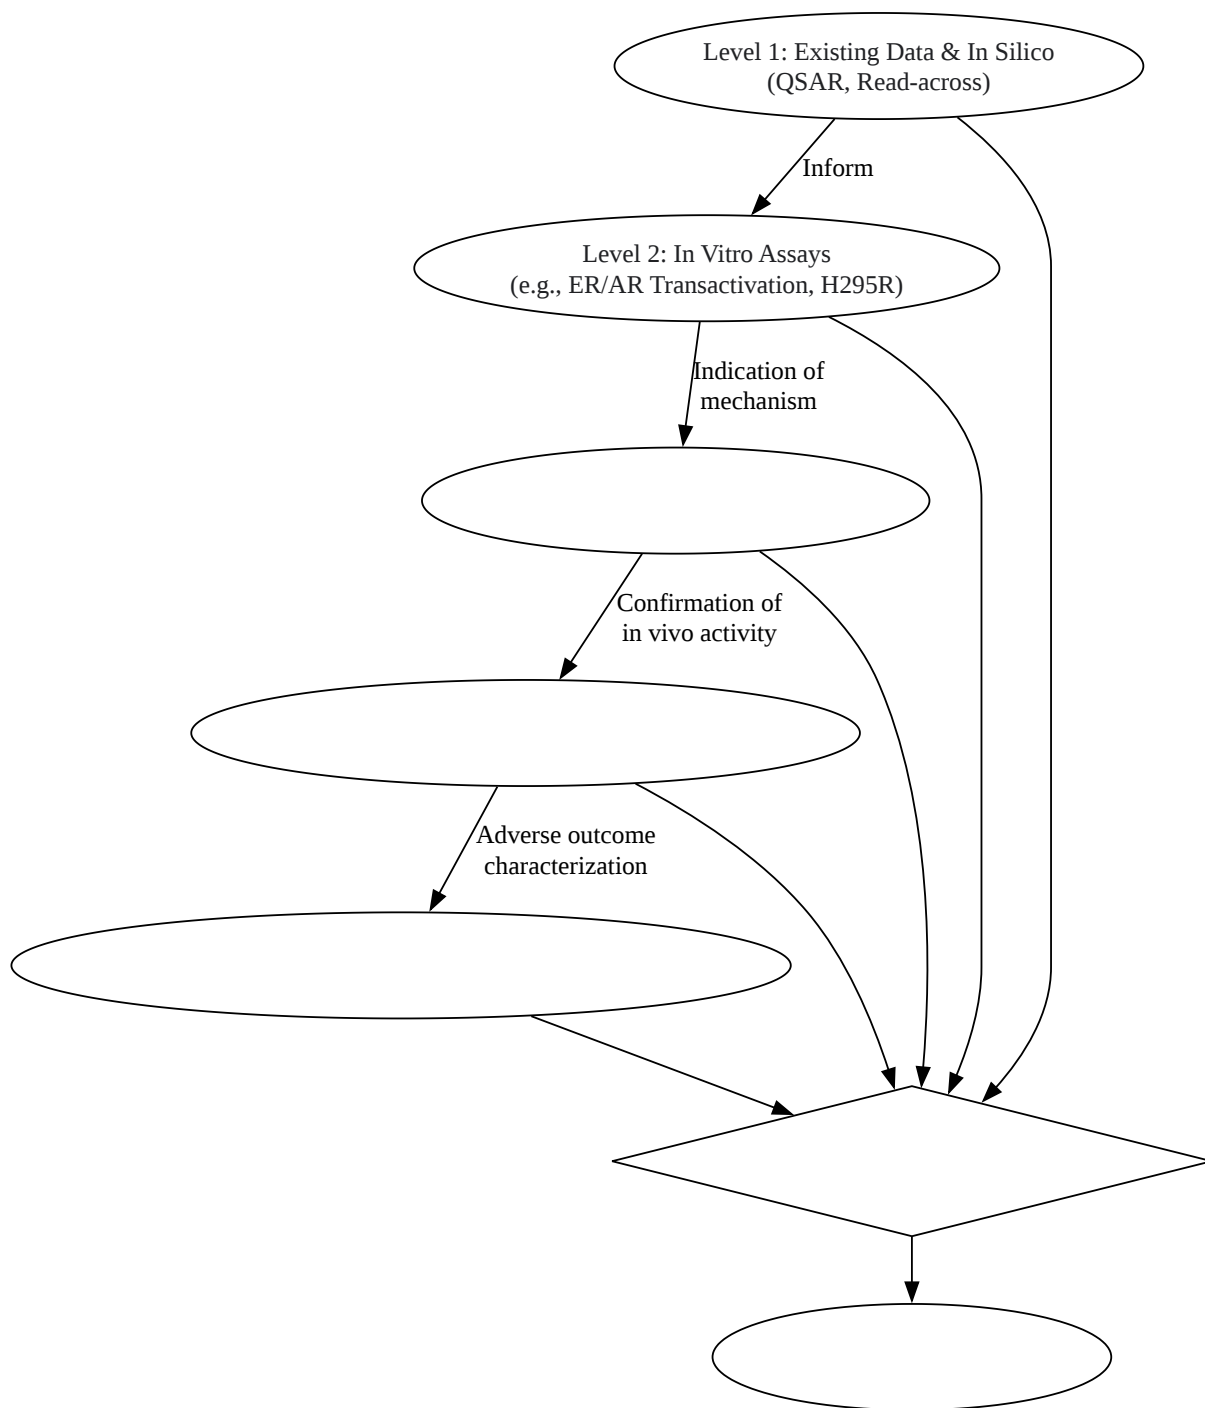 Level 1: Existing Data & In Silico
(QSAR, Read-across)
Inform
Level 2: In Vitro Assays
(e.g., ER/AR Transactivation, H295R)
Indication of
mechanism
Confirmation of
in vivo activity
Adverse outcome
characterization